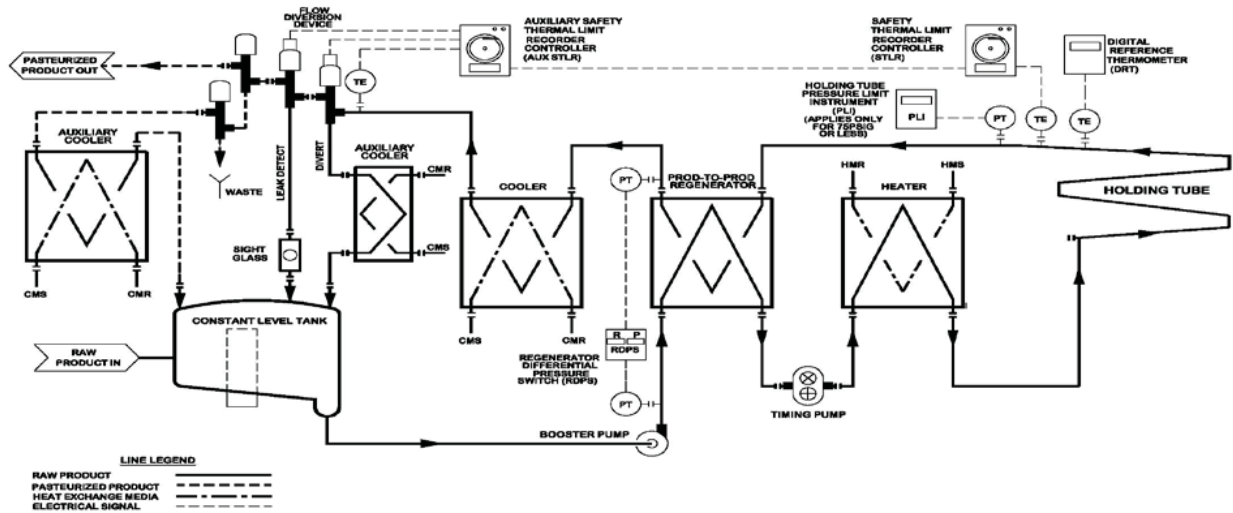 FLOW
DIVERSION
DEVICE
AUXILIARY SAFETY
THERMAL LIMIT
RECORDER
CONTROLLER
(AUX STLR)
SAFETY
THERMAL LIMIT
RECORDER
CONTROLLER
(STLR)
DIGITAL
REFERENCE
THERMOMETER
(DRT)
PASTEURIZED
PRODUCT OUT
TE
HOLDING TUBE
PRESSURE LIMIT
INSTRUMENT
(PLI)
(APPLIES ONLY
FOR 75PSIG
OR LESS)
PLI
PT
TE
TE
AUXILIARY
COOLER
WASTE
LEAK DETECT
DIVERT
AUXILIARY
COOLER
CMR
CMS
COOLER
PT
PROD-TO-PROD
REGENERATOR
HMR
HMS
HEATER
HOLDING TUBE
SIGHT
GLASS
CMS
CMR
CONSTANT LEVEL TANK
RAW
PRODUCT IN
CMS
CMR
R P
RDPS
REGENERATOR
DIFFERENTIAL
PRESSURE
SWITCH (RDPS)
PT
TIMING PUMP
BOOSTER PUMP
LINE LEGEND
RAW PRODUCT
PASTEURIZED PRODUCT
HEAT EXCHANGE MEDIA
ELECTRICAL SIGNAL